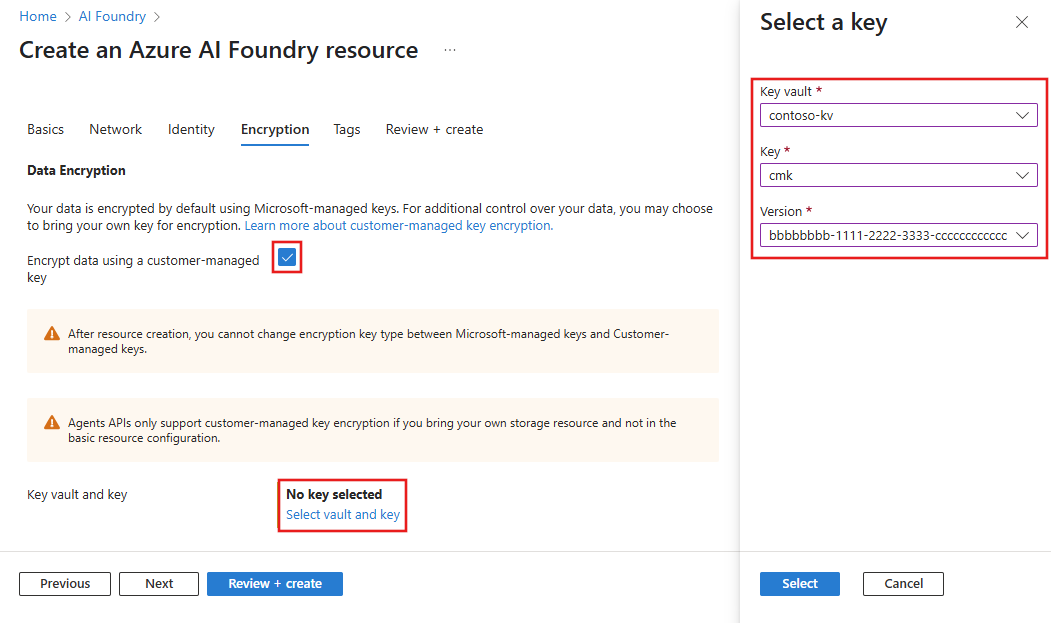 Home > AI Foundry >
Create an Azure AI Foundry resource ...
Basics Network Identity Encryption Tags Review + create
Data Encryption
Your data is encrypted by default using Microsoft-managed keys. For additional control over your data, you may choose
to bring your own key for encryption. Learn more about customer-managed key encryption.
Encrypt data using a customer-managed
key
After resource creation, you cannot change encryption key type between Microsoft-managed keys and Customer-
managed keys.
Agents APIs only support customer-managed key encryption if you bring your own storage resource and not in the
basic resource configuration.
Key vault and key
No key selected
Select vault and key
Previous Next Review + create
Select a key
Key vault *
contoso-kv
Key *
cmk
Version *
bbbbbbbb-1111-2222-3333-cccccccccccc
Select Cancel